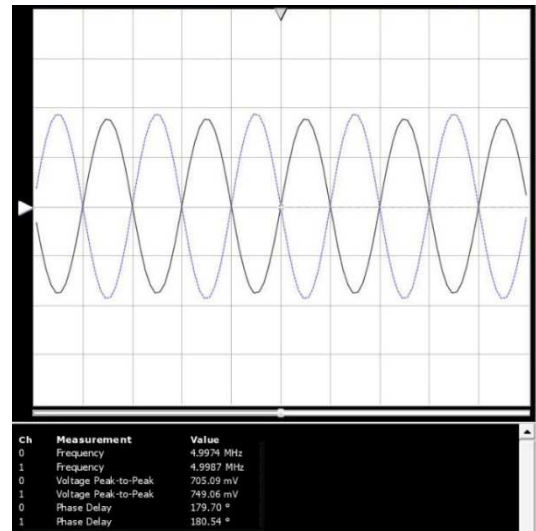 Ch Measurement Value
0 Frequency 4.9974 MHz
1 Frequency 4.9987 MHz
0 Voltage Peak-to-Peak 705.09 mV
1 Voltage Peak-to-Peak 749.06 mV
0 Phase Delay 179.70 °
1 Phase Delay 180.54 °